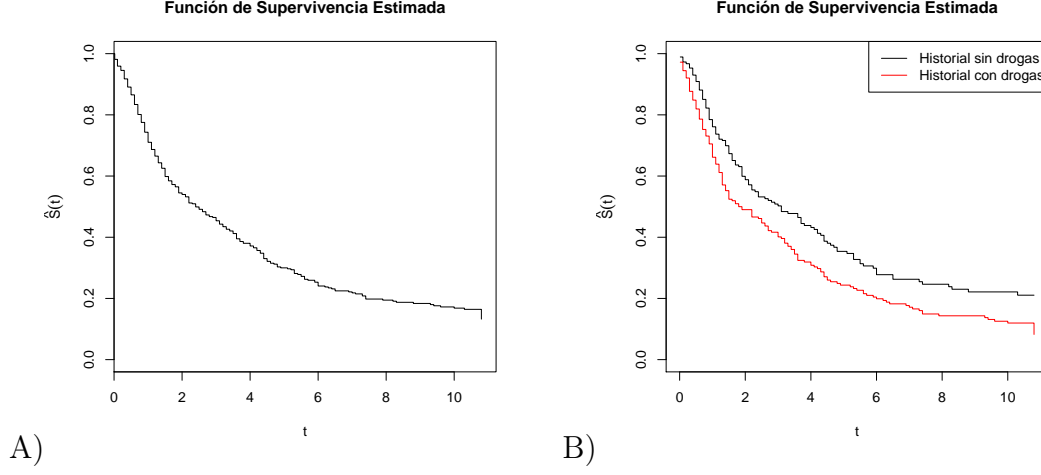 Función de Supervivencia Estimada
Ŝ(t)
1.0
0.8
0.6
0.4
0.2
0.0
0 2 4 6 8 10
t
A)
Función de Supervivencia Estimada
Historial sin drogas
Historial con drogas
Ŝ(t)
1.0
0.8
0.6
0.4
0.2
0.0
0 2 4 6 8 10
t
B)